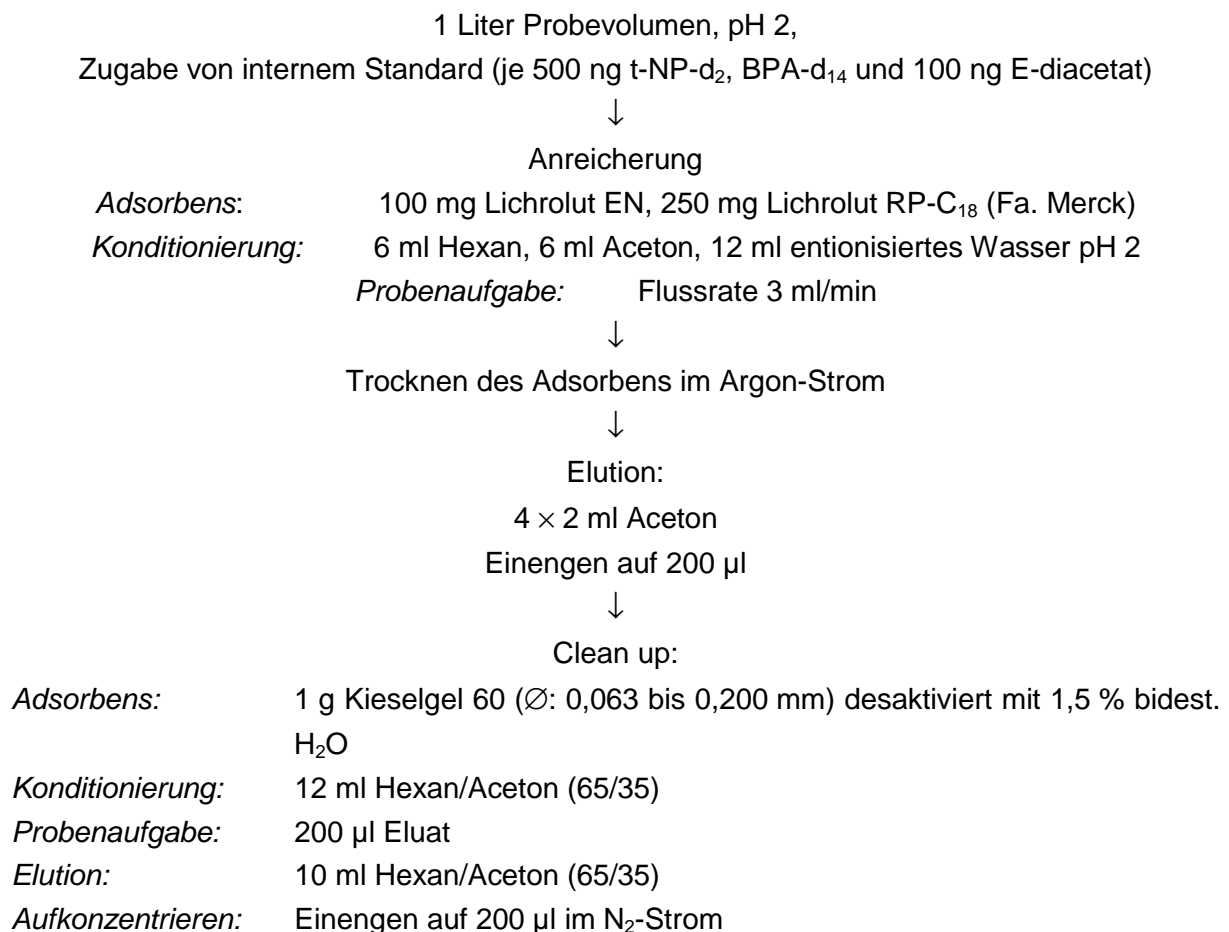 1 Liter Probevolumen, pH 2,
Zugabe von internem Standard (je 500 ng t-NP-d₂, BPA-d₁₄ und 100 ng E-diacetat)
↓
Anreicherung
Adsorbens: 100 mg Lichrolut EN, 250 mg Lichrolut RP-C₁₈ (Fa. Merck)
Konditionierung: 6 ml Hexan, 6 ml Aceton, 12 ml entionisiertes Wasser pH 2
Probenaufgabe: Flussrate 3 ml/min
↓
Trocknen des Adsorbens im Argon-Strom
↓
Elution:
4 × 2 ml Aceton
Einengen auf 200 µl
↓
Clean up:
Adsorbens: 1 g Kieselgel 60 (∅: 0,063 bis 0,200 mm) desaktiviert mit 1,5 % bidest.
H₂O
Konditionierung: 12 ml Hexan/Aceton (65/35)
Probenaufgabe: 200 µl Eluat
Elution: 10 ml Hexan/Aceton (65/35)
Aufkonzentrieren: Einengen auf 200 µl im N₂-Strom